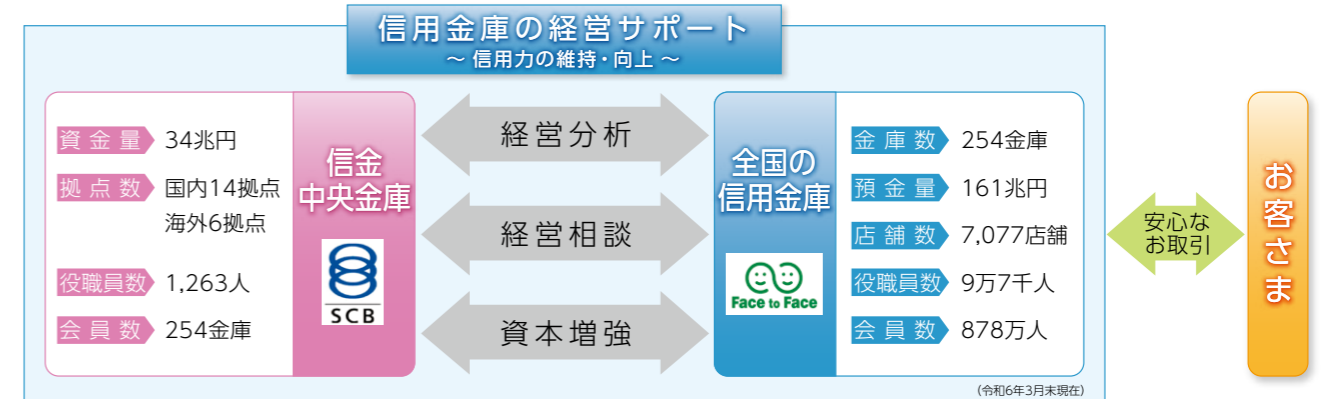 信用金庫の経営サポート
～ 信用力の維持・向上 ～
資金量 34兆円
拠点数 国内14拠点
海外6拠点
役職員数 1,263人
会員数 254金庫
信金
中央金庫
SCB
経営分析
経営相談
資本増強
全国の
信用金庫
Face to Face
金庫数 254金庫
預金量 161兆円
店舗数 7,077店舗
役職員数 9万7千人
会員数 878万人
(令和6年3月末現在)
安心な
お取引
お客さま